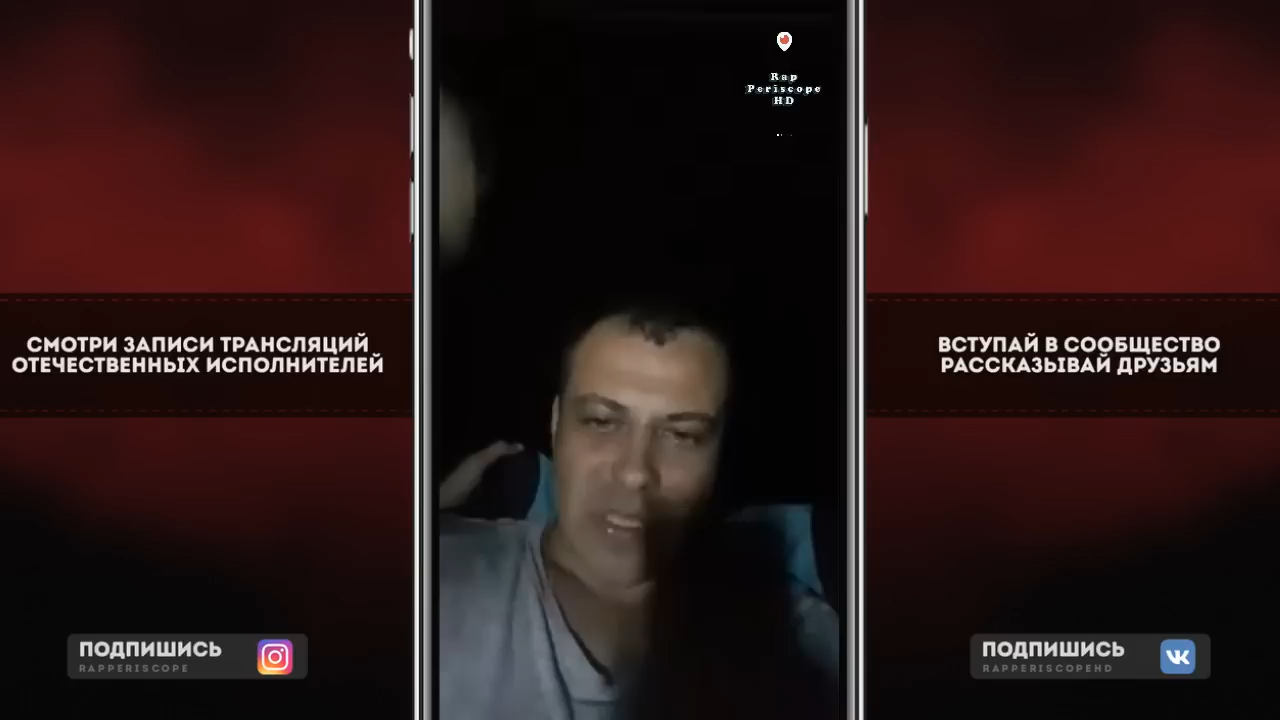 Rap
Periscope
HD
СМОТРИ ЗАПИСИ ТРАНСЛЯЦИЙ
ОТЕЧЕСТВЕННЫХ ИСПОЛНИТЕЛЕЙ
ВСТУПАЙ В СООБЩЕСТВО
РАССКАЗЫВАЙ ДРУЗЬЯМ
ПОДПИШИСЬ
RAPPERISCOPE
ПОДПИШИСЬ
RAPPERISCOPEHD